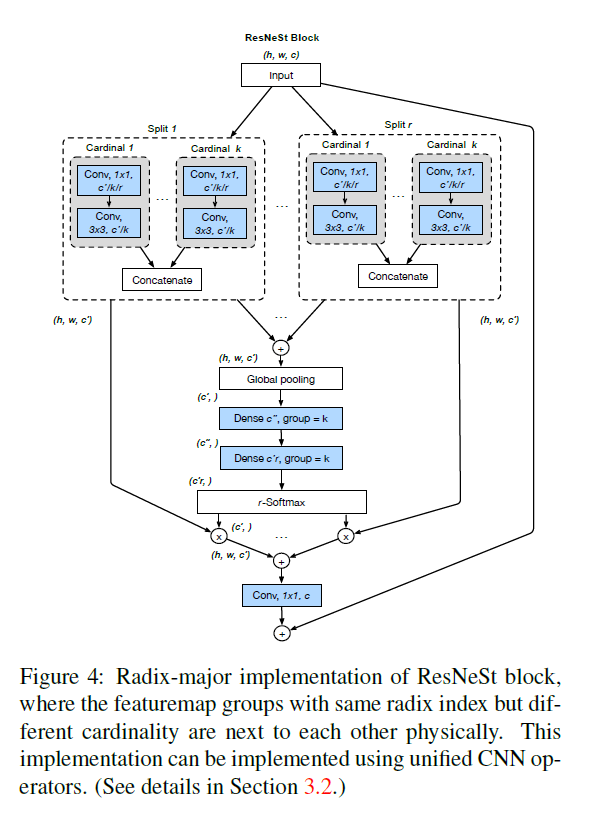 ResNeSt Block
(h, w, c)
Input
Split 1
Split r
Cardinal 1
Cardinal k
Cardinal 1
Cardinal k
Conv, 1x1,
c'/k/r
Conv, 1x1,
c'/k/r
Conv, 1x1,
c'/k/r
Conv, 1x1,
c'/k/r
...
...
...
Conv,
3x3, c'/k
Conv,
3x3, c'/k
Conv,
3x3, c'/k
Conv,
3x3, c'/k
Concatenate
Concatenate
(h, w, c')
...
(h, w, c')
+
(h, w, c')
Global pooling
(c', )
Dense c'', group = k
(c'', )
Dense c'r, group = k
(c'r, )
r-Softmax
x
(c', )
...
x
(h, w, c')
+
Conv, 1x1, c
+
Figure 4: Radix-major implementation of ResNeSt block,
where the featuremap groups with same radix index but dif-
ferent cardinality are next to each other physically. This
implementation can be implemented using unified CNN op-
erators. (See details in Section 3.2.)